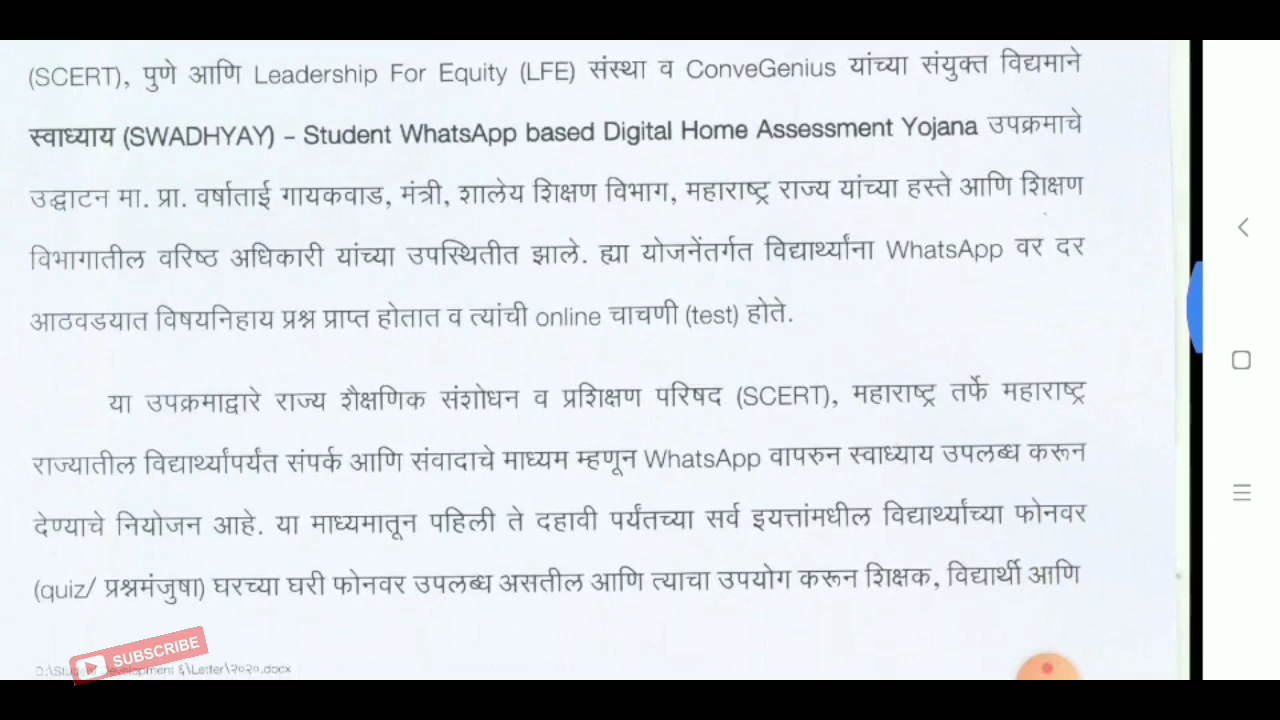 (SCERT), पुणे आणि Leadership For Equity (LFE) संस्था व ConveGenius यांच्या संयुक्त विद्यमाने
स्वाध्याय (SWADHYAY) – Student WhatsApp based Digital Home Assessment Yojana उपक्रमाचे
उद्घाटन मा. प्रा. वर्षाताई गायकवाड, मंत्री, शालेय शिक्षण विभाग, महाराष्ट्र राज्य यांच्या हस्ते आणि शिक्षण
विभागातील वरिष्ठ अधिकारी यांच्या उपस्थितीत झाले. ह्या योजनेंतर्गत विद्यार्थ्यांना WhatsApp वर दर
आठवडयात विषयनिहाय प्रश्न प्राप्त होतात व त्यांची online चाचणी (test) होते.
या उपक्रमाद्वारे राज्य शैक्षणिक संशोधन व प्रशिक्षण परिषद (SCERT), महाराष्ट्र तर्फे महाराष्ट्र
राज्यातील विद्यार्थ्यांपर्यंत संपर्क आणि संवादाचे माध्यम म्हणून WhatsApp वापरुन स्वाध्याय उपलब्ध करून
देण्याचे नियोजन आहे. या माध्यमातून पहिली ते दहावी पर्यंतच्या सर्व इयत्तांमधील विद्यार्थ्यांच्या फोनवर
(quiz/ प्रश्नमंजुषा) घरच्या घरी फोनवर उपलब्ध असतील आणि त्याचा उपयोग करून शिक्षक, विद्यार्थी आणि
SUBSCRIBE
Letter\२०२०.docx